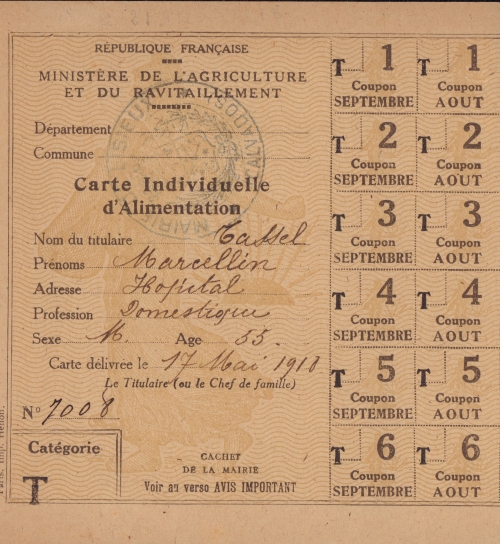 RÉPUBLIQUE FRANÇAISE
MINISTÈRE DE L'AGRICULTURE
ET DU RAVITAILLEMENT
Département
Commune
Carte Individuelle
d'Alimentation
Nom du titulaire Cassel
Prénoms Marcellin
Adresse Hopital
Profession Domestique
Sexe M. Age 55.
Carte délivrée le 17 Mai 1918
Le Titulaire (ou le Chef de famille)
N° 7008
Catégorie
T
CACHET
DE LA MAIRIE
Voir au verso AVIS IMPORTANT
T 1 T 1
Coupon Coupon
SEPTEMBRE AOUT
T 2 T 2
Coupon Coupon
SEPTEMBRE AOUT
T 3 T 3
Coupon Coupon
SEPTEMBRE AOUT
T 4 T 4
Coupon Coupon
SEPTEMBRE AOUT
T 5 T 5
Coupon Coupon
SEPTEMBRE AOUT
T 6 T 6
Coupon Coupon
SEPTEMBRE AOUT